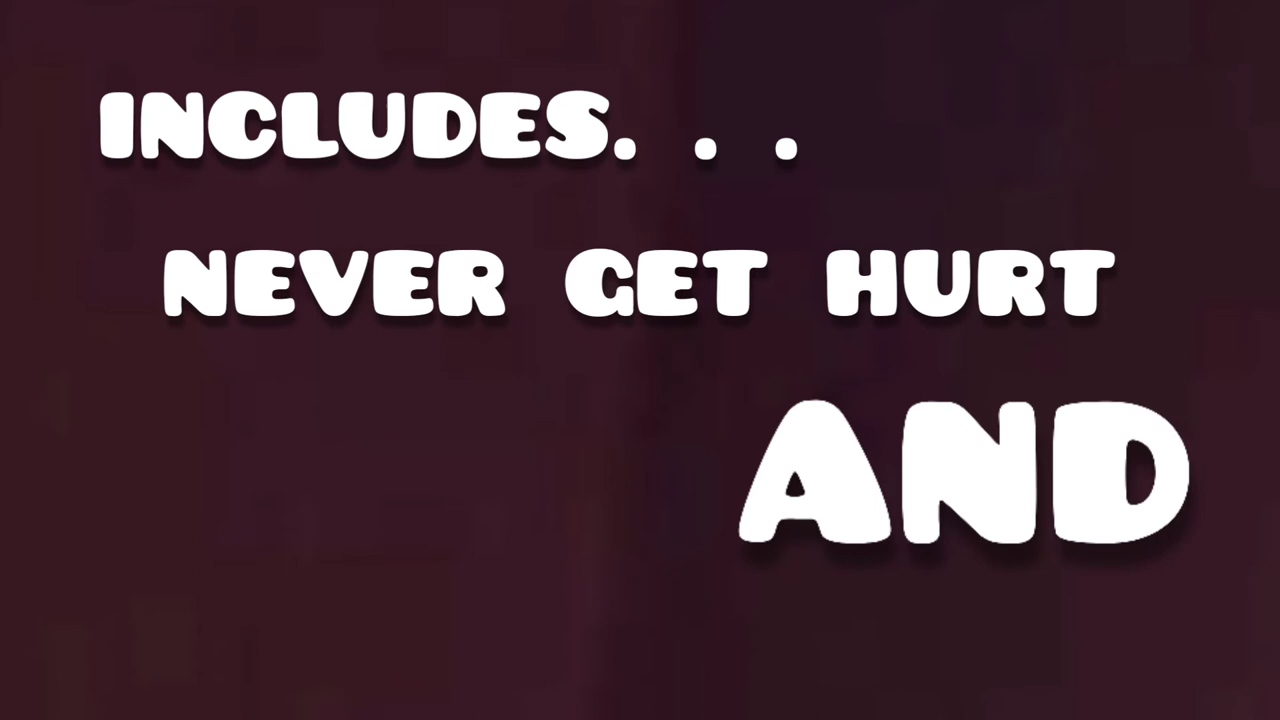 INCLUDES. . .
NEVER GET HURT
AND